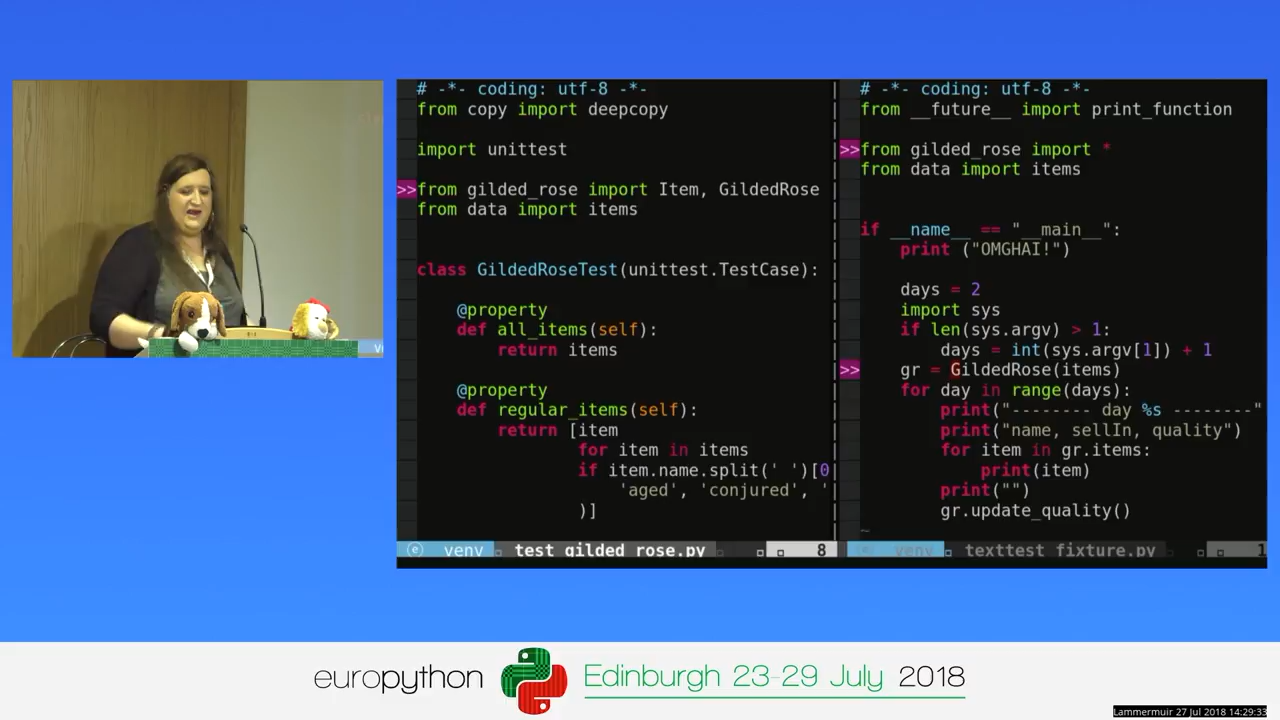 # -*- coding: utf-8 -*-
from copy import deepcopy
import unittest
>>from gilded_rose import Item, GildedRose
from data import items
class GildedRoseTest(unittest.TestCase):
@property
def all_items(self):
return items
@property
def regular_items(self):
return [item
for item in items
if item.name.split(' ')[0
'aged', 'conjured', '
)]
venv test_gilded_rose.py 8
# -*- coding: utf-8 -*-
from __future__ import print_function
>>from gilded_rose import *
from data import items
if __name__ == "__main__":
print ("OMGHAI!")
days = 2
import sys
if len(sys.argv) > 1:
days = int(sys.argv[1]) + 1
>> gr = GildedRose(items)
for day in range(days):
print("-------- day %s --------"
print("name, sellIn, quality")
for item in gr.items:
print(item)
print("")
gr.update_quality()
~
venv texttest_fixture.py 1
europython Edinburgh 23-29 July 2018
Lammermuir 27 Jul 2018 14:29:33